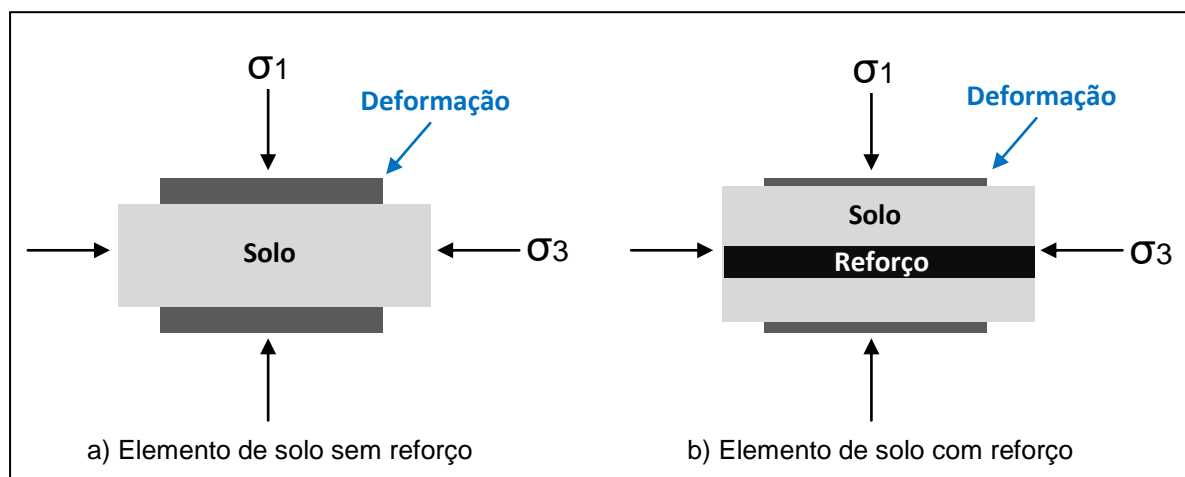 σ1
Deformação
Solo
σ3
a) Elemento de solo sem reforço
σ1
Deformação
Solo
Reforço
σ3
b) Elemento de solo com reforço